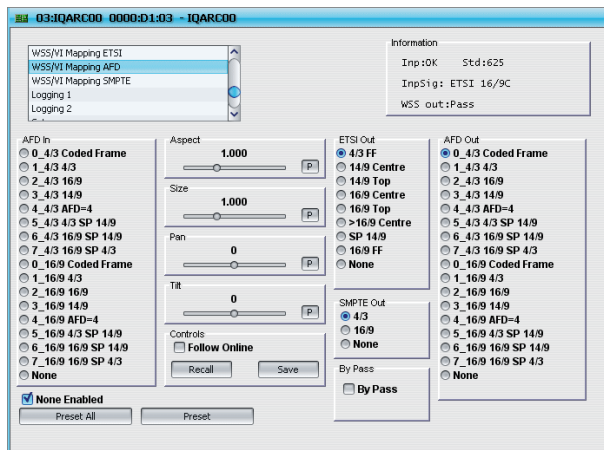 03:IQARC00 0000:D1:03 - IQARC00
WSS/VI Mapping ETSI
WSS/VI Mapping AFD
WSS/VI Mapping SMPTE
Logging 1
Logging 2
Information
Inp:OK Std:625
InpSig: ETSI 16/9C
WSS out:Pass
AFD In
0_4/3 Coded Frame
1_4/3 4/3
2_4/3 16/9
3_4/3 14/9
4_4/3 AFD=4
5_4/3 4/3 SP 14/9
6_4/3 16/9 SP 14/9
7_4/3 16/9 SP 4/3
0_16/9 Coded Frame
1_16/9 4/3
2_16/9 16/9
3_16/9 14/9
4_16/9 AFD=4
5_16/9 4/3 SP 14/9
6_16/9 16/9 SP 14/9
7_16/9 16/9 SP 4/3
None
None Enabled
Preset All
Preset
Aspect
1.000
P
Size
1.000
P
Pan
0
P
Tilt
0
P
Controls
Follow Online
Recall
Save
ETSI Out
4/3 FF
14/9 Centre
14/9 Top
16/9 Centre
16/9 Top
>16/9 Centre
SP 14/9
16/9 FF
None
SMPTE Out
4/3
16/9
None
By Pass
By Pass
AFD Out
0_4/3 Coded Frame
1_4/3 4/3
2_4/3 16/9
3_4/3 14/9
4_4/3 AFD=4
5_4/3 4/3 SP 14/9
6_4/3 16/9 SP 14/9
7_4/3 16/9 SP 4/3
0_16/9 Coded Frame
1_16/9 4/3
2_16/9 16/9
3_16/9 14/9
4_16/9 AFD=4
5_16/9 4/3 SP 14/9
6_16/9 16/9 SP 14/9
7_16/9 16/9 SP 4/3
None